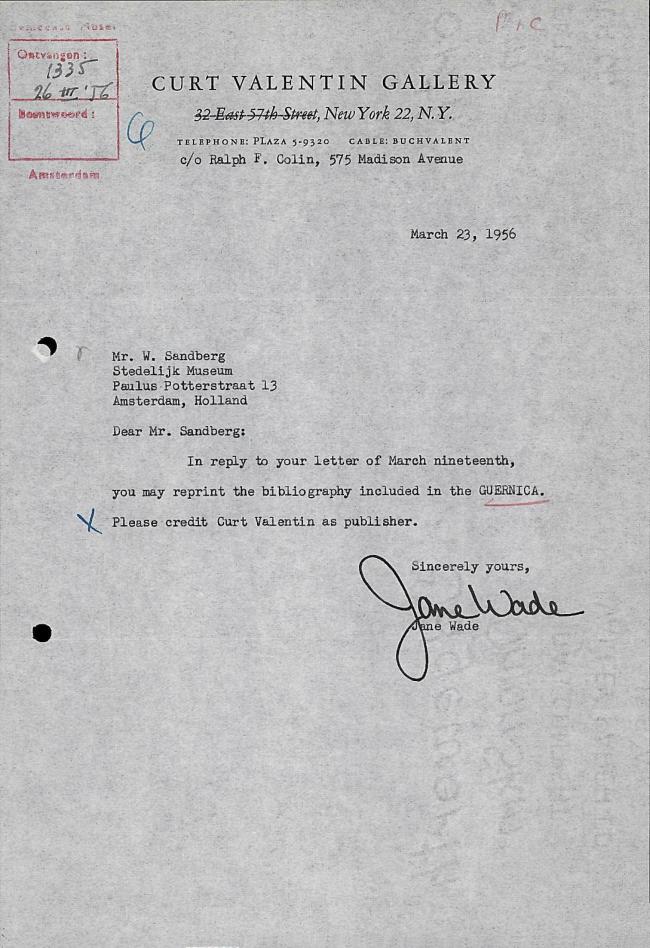 Ontvangen:
1335
26 III '56
Beantwoord:
Amsterdam
CURT VALENTIN GALLERY
32 East 57th Street, New York 22, N.Y.
TELEPHONE: PLAZA 5-9320 CABLE: BUCHVALENT
c/o Ralph F. Colin, 575 Madison Avenue
March 23, 1956
Mr. W. Sandberg
Stedelijk Museum
Paulus Potterstraat 13
Amsterdam, Holland
Dear Mr. Sandberg:
In reply to your letter of March nineteenth,
you may reprint the bibliography included in the GUERNICA.
X Please credit Curt Valentin as publisher.
Sincerely yours,
Jane Wade
Jane Wade